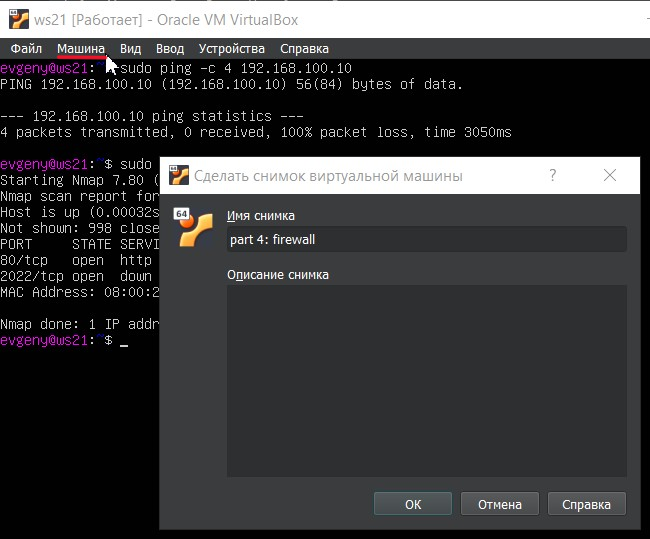 ws21 [Работает] - Oracle VM VirtualBox
Файл Машина Вид Ввод Устройства Справка
evgeny@ws21:~$ sudo ping -c 4 192.168.100.10
PING 192.168.100.10 (192.168.100.10) 56(84) bytes of data.
--- 192.168.100.10 ping statistics ---
4 packets transmitted, 0 received, 100% packet loss, time 3050ms
evgeny@ws21:~$ sudo
Starting Nmap 7.80 (
Nmap scan report for
Host is up (0.00032s
Not shown: 998 close
PORT STATE SERVI
80/tcp open http
2022/tcp open down
MAC Address: 08:00:2
Nmap done: 1 IP addr
evgeny@ws21:~$ _
Сделать снимок виртуальной машины ?
64
Имя снимка
part 4: firewall
Описание снимка
ОК Отмена Справка